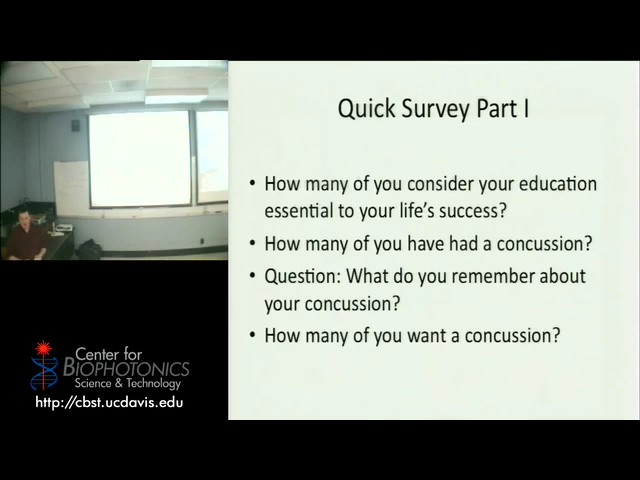 Quick Survey Part I
• How many of you consider your education
essential to your life's success?
• How many of you have had a concussion?
• Question: What do you remember about
your concussion?
• How many of you want a concussion?
Center for
BIOPHOTONICS
Science & Technology
http://cbst.ucdavis.edu